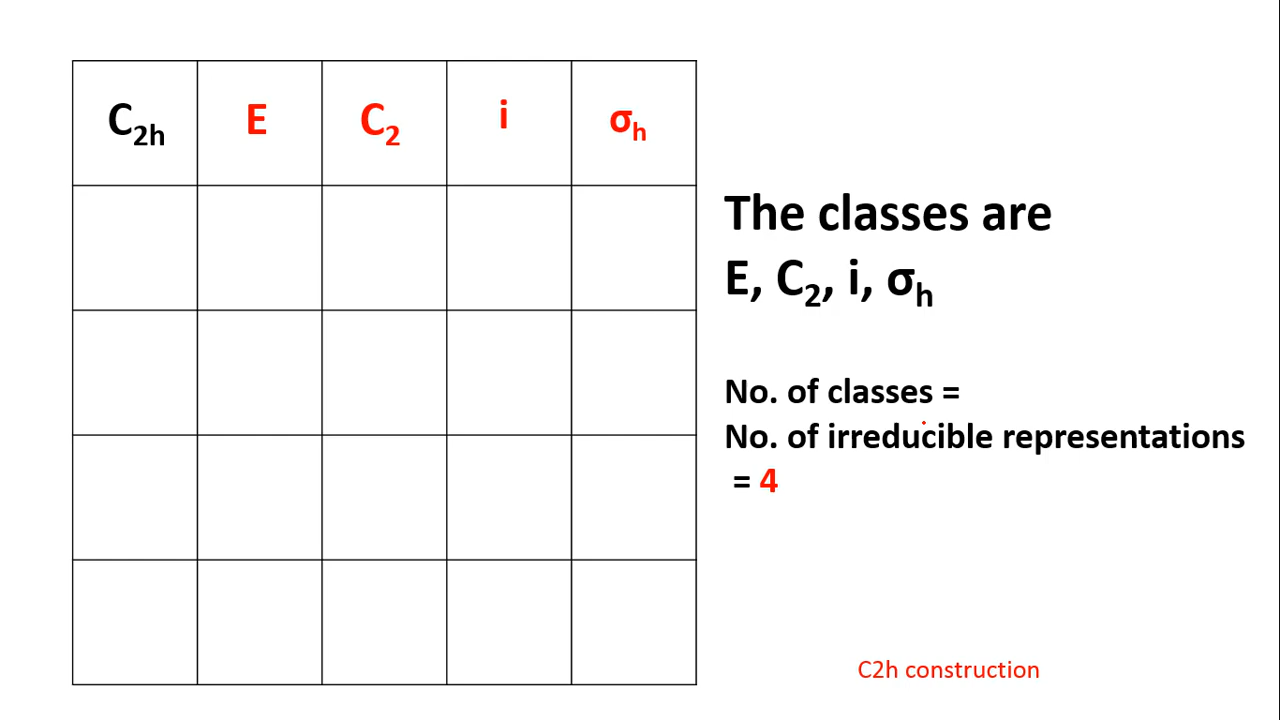 C₂ₕ E C₂ i σₕ
The classes are
E, C₂, i, σₕ
No. of classes =
No. of irreducible representations
= 4
C2h construction